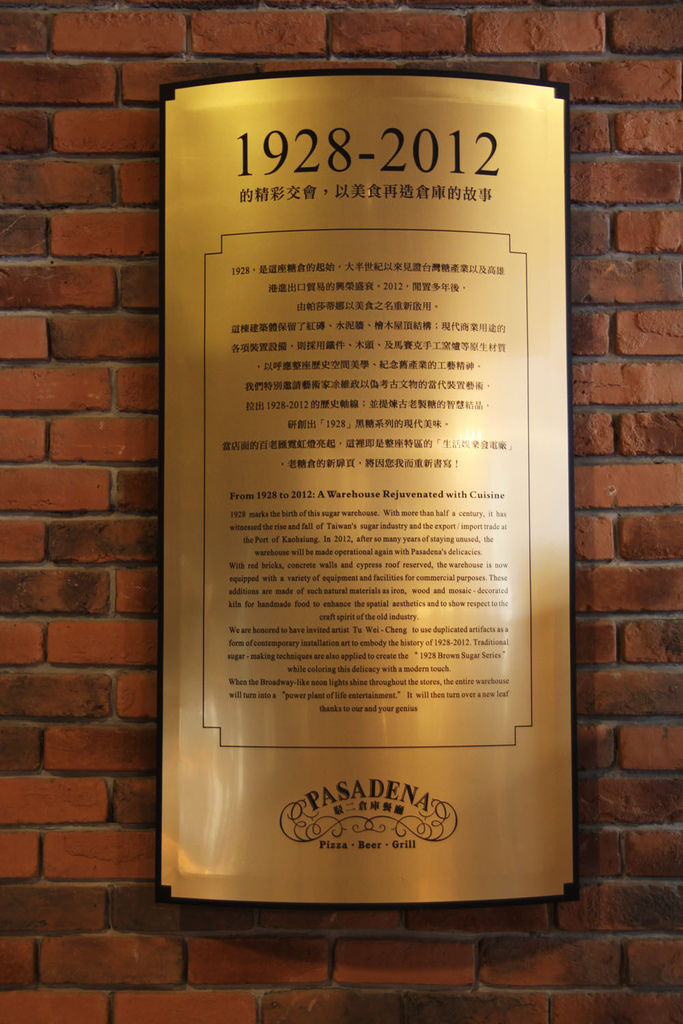 1928-2012
的精彩交會，以美食再造倉庫的故事
1928，是這座糖倉的起始，大半世紀以來見證台灣糖產業以及高雄
港進出口貿易的興榮盛衰。2012，閒置多年後，
由帕莎蒂娜以美食之名重新啟用。
這棟建築體保留了紅磚、水泥牆、檜木屋頂結構；現代商業用途的
各項裝置設備，則採用鐵件、木頭、及馬賽克手工窯爐等原生材質
，以呼應整座歷史空間美學、紀念舊產業的工藝精神。
我們特別邀請藝術家凃維政以偽考古文物的當代裝置藝術，
拉出1928-2012的歷史軸線；並提煉古老製糖的智慧結晶，
研創出「1928」黑糖系列的現代美味。
當店面的百老匯霓虹燈亮起，這裡即是整座特區的「生活娛樂發電廠」
，老糖倉的新扉頁，將因您我而重新書寫！
From 1928 to 2012: A Warehouse Rejuvenated with Cuisine
1928 marks the birth of this sugar warehouse. With more than half a century, it has
witnessed the rise and fall of Taiwan's sugar industry and the export / import trade at
the Port of Kaohsiung. In 2012, after so many years of staying unused, the
warehouse will be made operational again with Pasadena's delicacies.
With red bricks, concrete walls and cypress roof reserved, the warehouse is now
equipped with a variety of equipment and facilities for commercial purposes. These
additions are made of such natural materials as iron, wood and mosaic - decorated
kiln for handmade food to enhance the spatial aesthetics and to show respect to the
craft spirit of the old industry.
We are honored to have invited artist Tu Wei - Cheng to use duplicated artifacts as a
form of contemporary installation art to embody the history of 1928-2012. Traditional
sugar - making techniques are also applied to create the " 1928 Brown Sugar Series"
while coloring this delicacy with a modern touch.
When the Broadway-like neon lights shine throughout the stores, the entire warehouse
will turn into a "power plant of life entertainment." It will then turn over a new leaf
thanks to our and your genius
PASADENA
駁二倉庫餐廳
Pizza · Beer · Grill